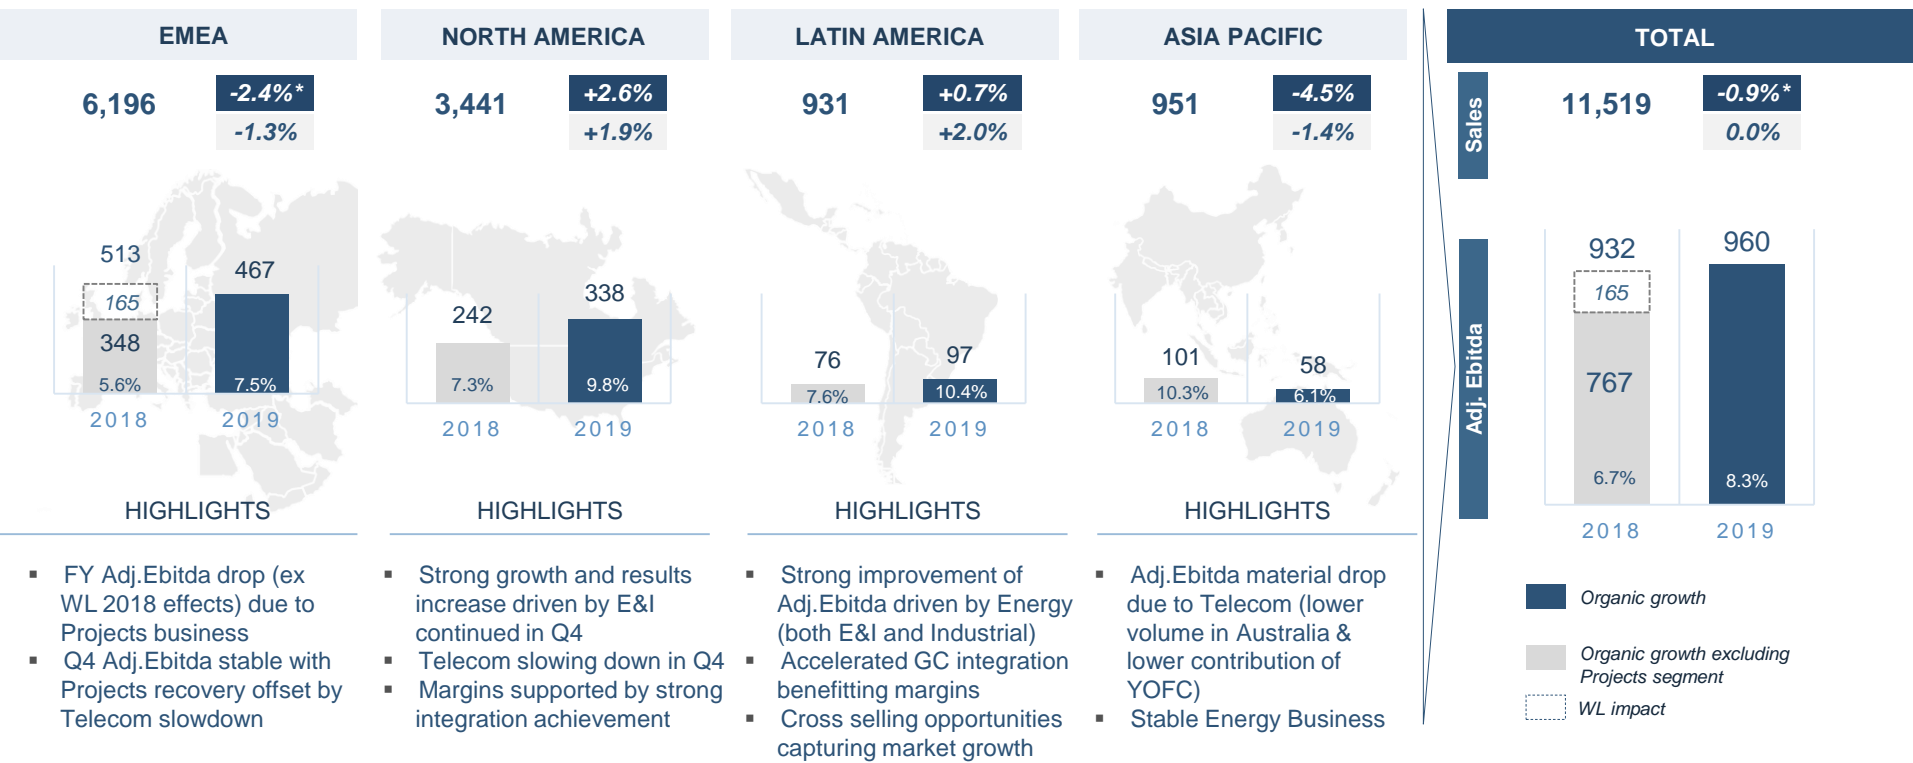 EMEA
6,196
-2.4%*
-1.3%
513
165
348
5.6%
467
7.5%
2018
2019
HIGHLIGHTS
▪ FY Adj.Ebitda drop (ex
WL 2018 effects) due to
Projects business
▪ Q4 Adj.Ebitda stable with
Projects recovery offset by
Telecom slowdown
NORTH AMERICA
3,441
+2.6%
+1.9%
242
7.3%
338
9.8%
2018
2019
HIGHLIGHTS
▪ Strong growth and results
increase driven by E&I
continued in Q4
▪ Telecom slowing down in Q4
▪ Margins supported by strong
integration achievement
LATIN AMERICA
931
+0.7%
+2.0%
76
7.6%
97
10.4%
2018
2019
HIGHLIGHTS
▪ Strong improvement of
Adj.Ebitda driven by Energy
(both E&I and Industrial)
▪ Accelerated GC integration
benefitting margins
▪ Cross selling opportunities
capturing market growth
ASIA PACIFIC
951
-4.5%
-1.4%
101
10.3%
58
6.1%
2018
2019
HIGHLIGHTS
▪ Adj.Ebitda material drop
due to Telecom (lower
volume in Australia &
lower contribution of
YOFC)
▪ Stable Energy Business
TOTAL
Sales
11,519
-0.9%*
0.0%
Adj. Ebitda
932
165
767
6.7%
960
8.3%
2018
2019
Organic growth
Organic growth excluding
Projects segment
WL impact